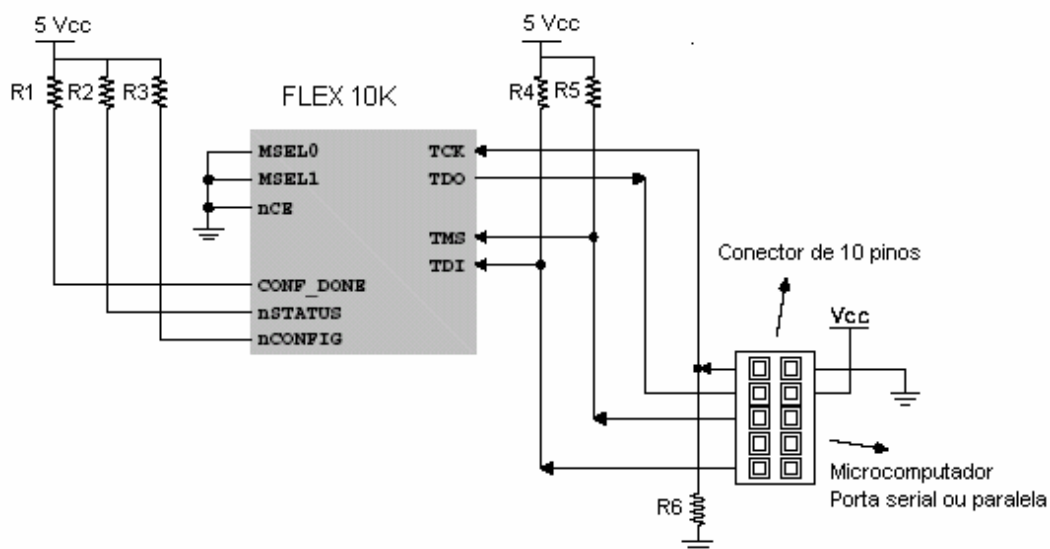 5 Vcc
5 Vcc
R1
R2
R3
FLEX 10K
R4
R5
MSEL0
MSEL1
nCE
CONF_DONE
nSTATUS
nCONFIG
TCK
TDO
TMS
TDI
Conector de 10 pinos
Vcc
Microcomputador
Porta serial ou paralela
R6